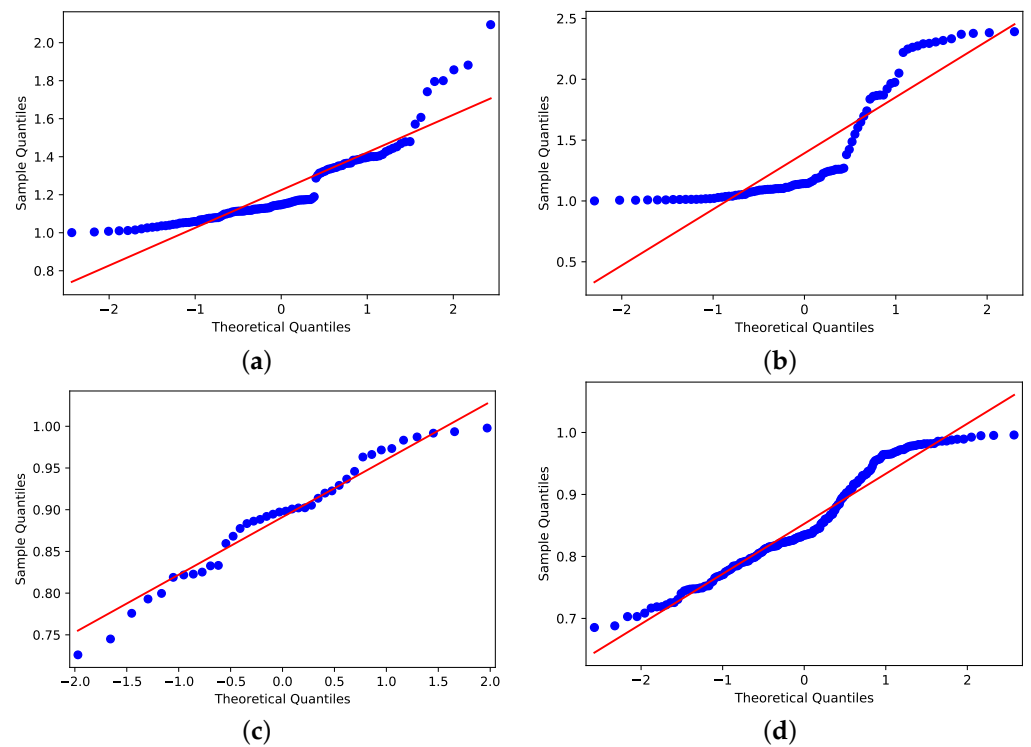 2.0
1.8
1.6
1.4
1.2
1.0
0.8
Sample Quantiles
−2 −1 0 1 2
Theoretical Quantiles
(a)
2.5
2.0
1.5
1.0
0.5
Sample Quantiles
−2 −1 0 1 2
Theoretical Quantiles
(b)
1.00
0.95
0.90
0.85
0.80
0.75
Sample Quantiles
−2.0 −1.5 −1.0 −0.5 0.0 0.5 1.0 1.5 2.0
Theoretical Quantiles
(c)
1.0
0.9
0.8
0.7
Sample Quantiles
−2 −1 0 1 2
Theoretical Quantiles
(d)